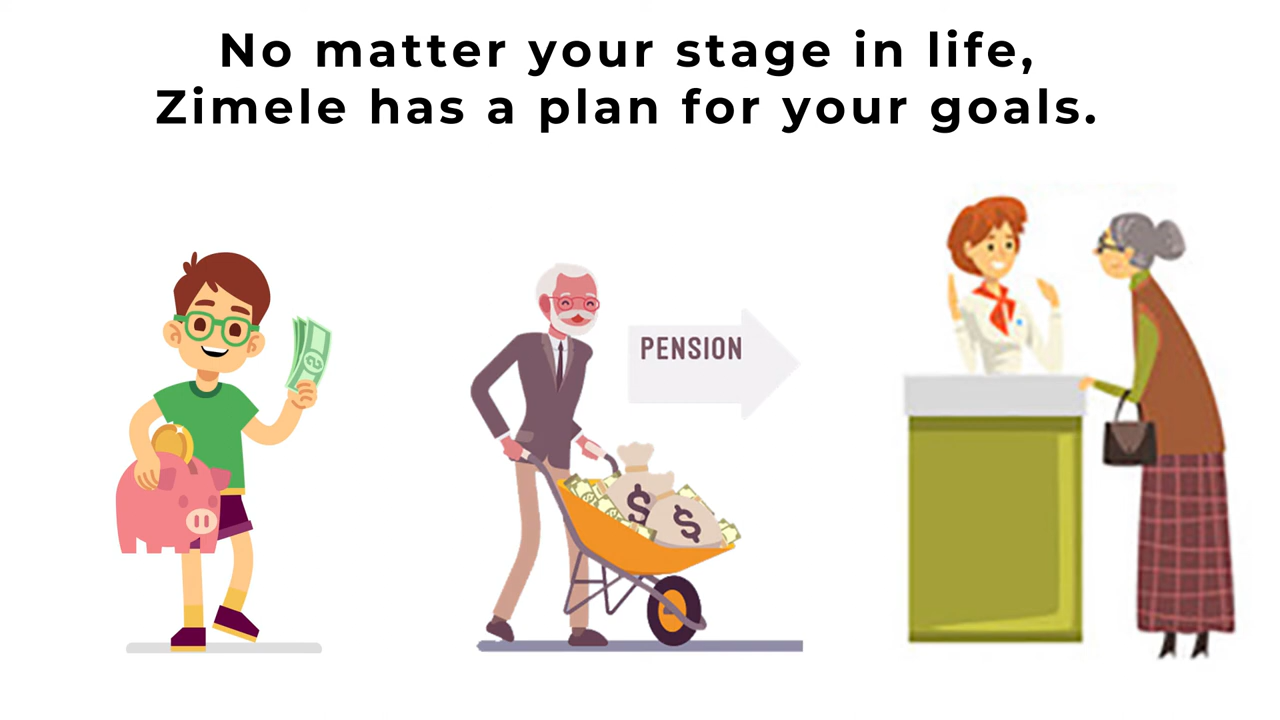 No matter your stage in life,
Zimele has a plan for your goals.
PENSION
$
$